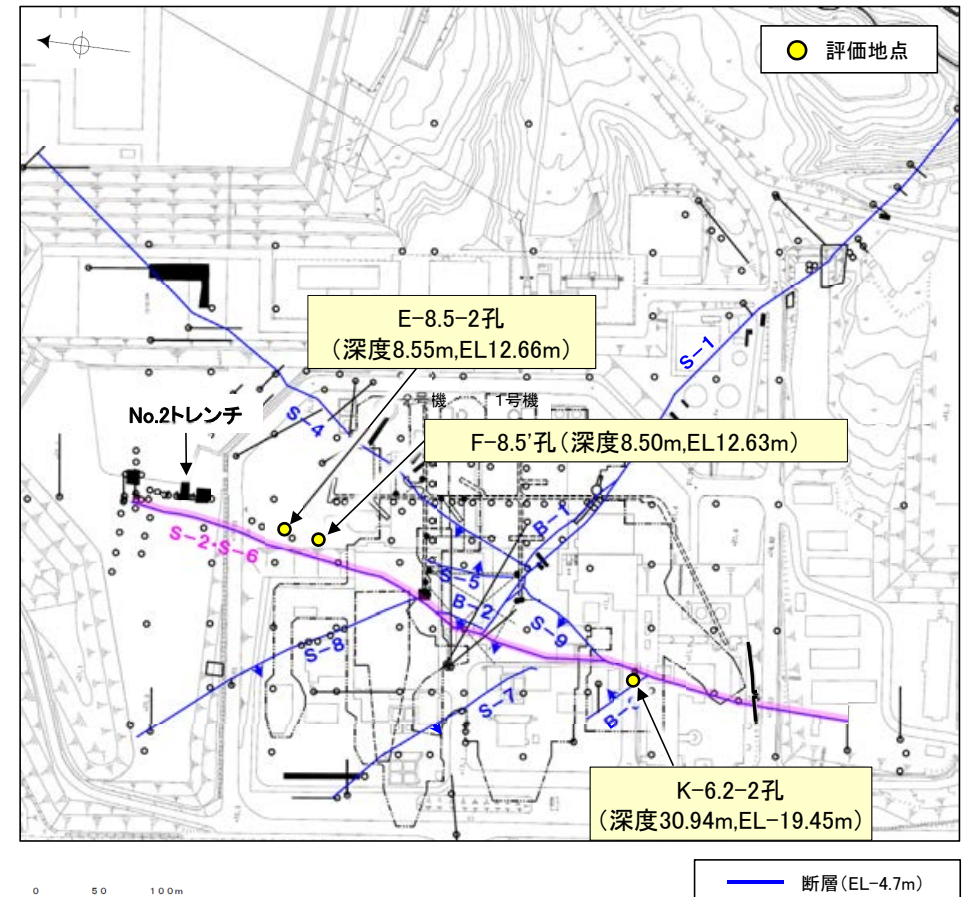 評価地点
E-8.5-2孔
（深度8.55m,EL12.66m）
号機
1号機
S-1
No.2トレンチ
S-4
F-8.5'孔（深度8.50m,EL12.63m）
B-1
S-2・S-6
S-5
B-2
S-9
S-8
S-7
K-6.2-2孔
（深度30.94m,EL-19.45m）
0 50 100m
断層（EL-4.7m）